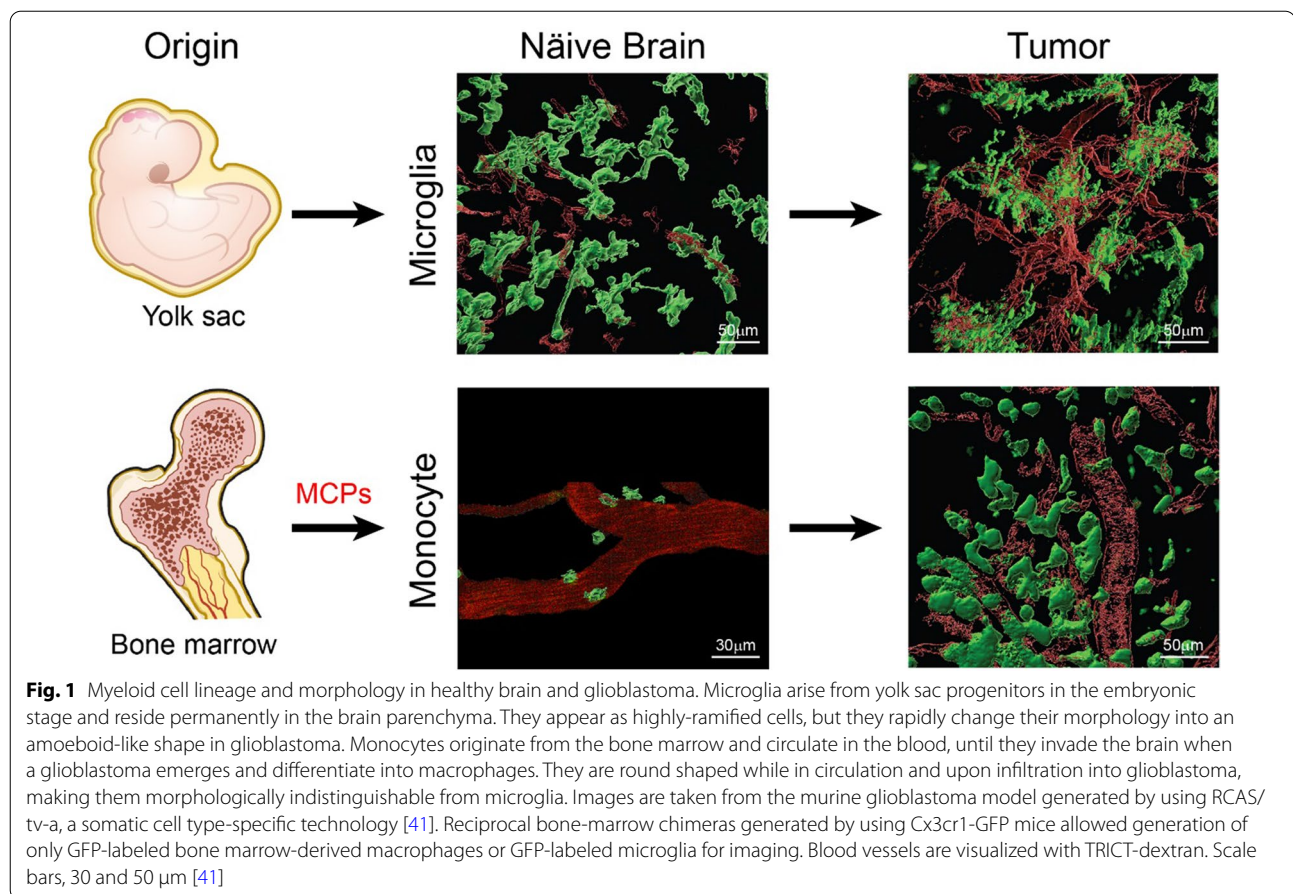 Origin
Näive Brain
Tumor
Yolk sac
Microglia
50µm
50µm
Bone marrow
MCPs
Monocyte
30µm
50µm
Fig. 1 Myeloid cell lineage and morphology in healthy brain and glioblastoma. Microglia arise from yolk sac progenitors in the embryonic
stage and reside permanently in the brain parenchyma. They appear as highly-ramified cells, but they rapidly change their morphology into an
amoeboid-like shape in glioblastoma. Monocytes originate from the bone marrow and circulate in the blood, until they invade the brain when
a glioblastoma emerges and differentiate into macrophages. They are round shaped while in circulation and upon infiltration into glioblastoma,
making them morphologically indistinguishable from microglia. Images are taken from the murine glioblastoma model generated by using RCAS/
tv-a, a somatic cell type-specific technology [41]. Reciprocal bone-marrow chimeras generated by using Cx3cr1-GFP mice allowed generation of
only GFP-labeled bone marrow-derived macrophages or GFP-labeled microglia for imaging. Blood vessels are visualized with TRICT-dextran. Scale
bars, 30 and 50 µm [41]